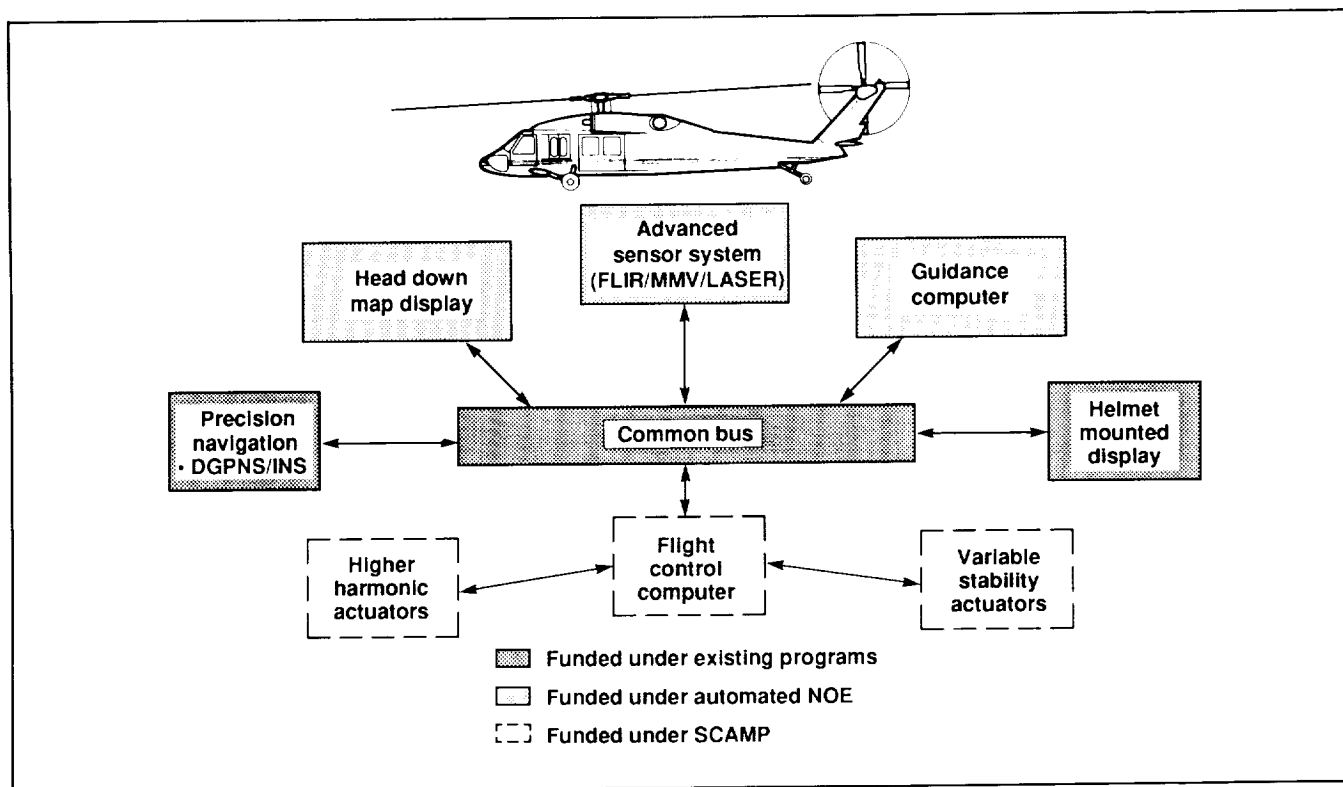 Advanced
sensor system
(FLIR/MMV/LASER)
Head down
map display
Guidance
computer
Precision
navigation
• DGPNS/INS
Common bus
Helmet
mounted
display
Higher
harmonic
actuators
Flight
control
computer
Variable
stability
actuators
Funded under existing programs
Funded under automated NOE
Funded under SCAMP